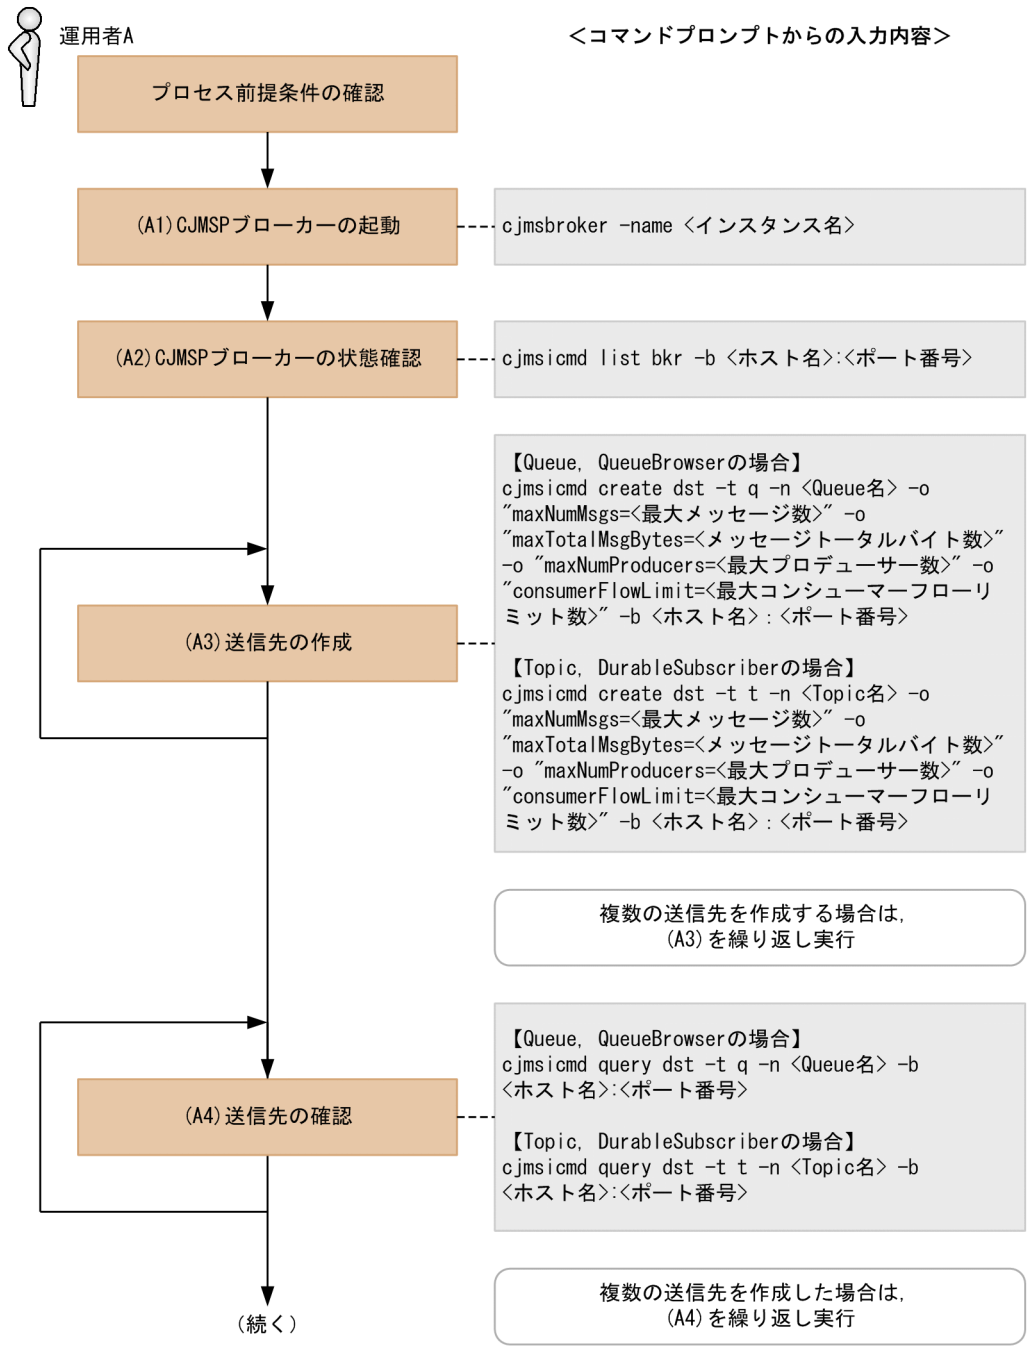 運用者A
＜コマンドプロンプトからの入力内容＞
プロセス前提条件の確認
(A1)CJMSPブローカーの起動
cjmsbroker -name <インスタンス名>
(A2)CJMSPブローカーの状態確認
cjmsicmd list bkr -b <ホスト名>:<ポート番号>
【Queue, QueueBrowserの場合】
cjmsicmd create dst -t q -n <Queue名> -o
"maxNumMsgs=<最大メッセージ数>" -o
"maxTotalMsgBytes=<メッセージトータルバイト数>"
-o "maxNumProducers=<最大プロデューサー数>" -o
"consumerFlowLimit=<最大コンシューマーフローリ
ミット数>" -b <ホスト名> : <ポート番号>
(A3)送信先の作成
【Topic, DurableSubscriberの場合】
cjmsicmd create dst -t t -n <Topic名> -o
"maxNumMsgs=<最大メッセージ数>" -o
"maxTotalMsgBytes=<メッセージトータルバイト数>"
-o "maxNumProducers=<最大プロデューサー数>" -o
"consumerFlowLimit=<最大コンシューマーフローリ
ミット数>" -b <ホスト名> : <ポート番号>
複数の送信先を作成する場合は,
(A3)を繰り返し実行
【Queue, QueueBrowserの場合】
cjmsicmd query dst -t q -n <Queue名> -b
<ホスト名>:<ポート番号>
(A4)送信先の確認
【Topic, DurableSubscriberの場合】
cjmsicmd query dst -t t -n <Topic名> -b
<ホスト名>:<ポート番号>
複数の送信先を作成した場合は,
(A4)を繰り返し実行
(続く)